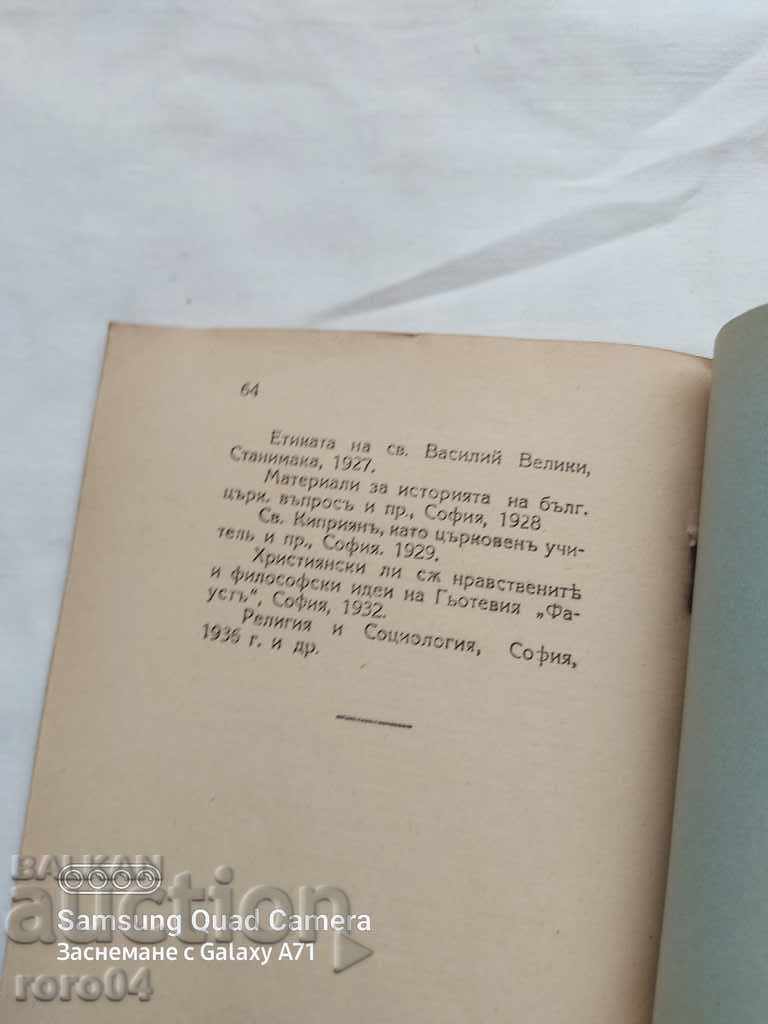 64
Етиката на св. Василий Велики,
Станимака, 1927.
Материали за историята на бълг.
църк. въпросъ и пр., София, 1928
Св. Киприянъ, като църковенъ учи-
тель и пр., София. 1929.
Християнски ли сѫ нравственитѣ
и философски идеи на Гьотевия „Фа-
устъ“, София, 1932.
Религия и Социология, София,
1936 г. и др.
BALKAN
auction
Samsung Quad Camera
Заснемане с Galaxy A71
roro04